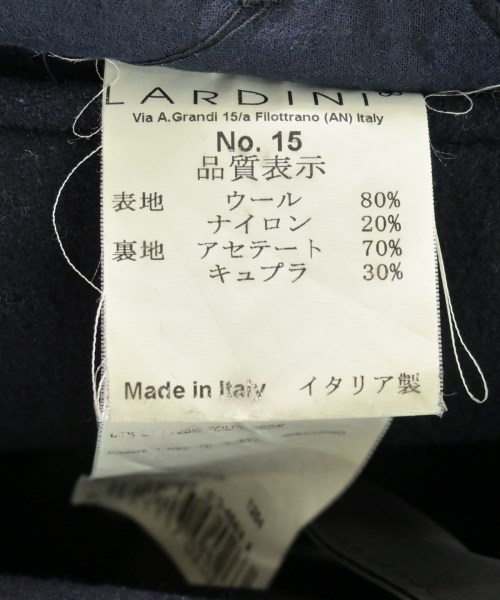 LARDINI®
Via A.Grandi 15/a Filottrano (AN) Italy
No. 15
品質表示
表地 ウール 80%
ナイロン 20%
裏地 アセテート 70%
キュプラ 30%
Made in Italy イタリア製